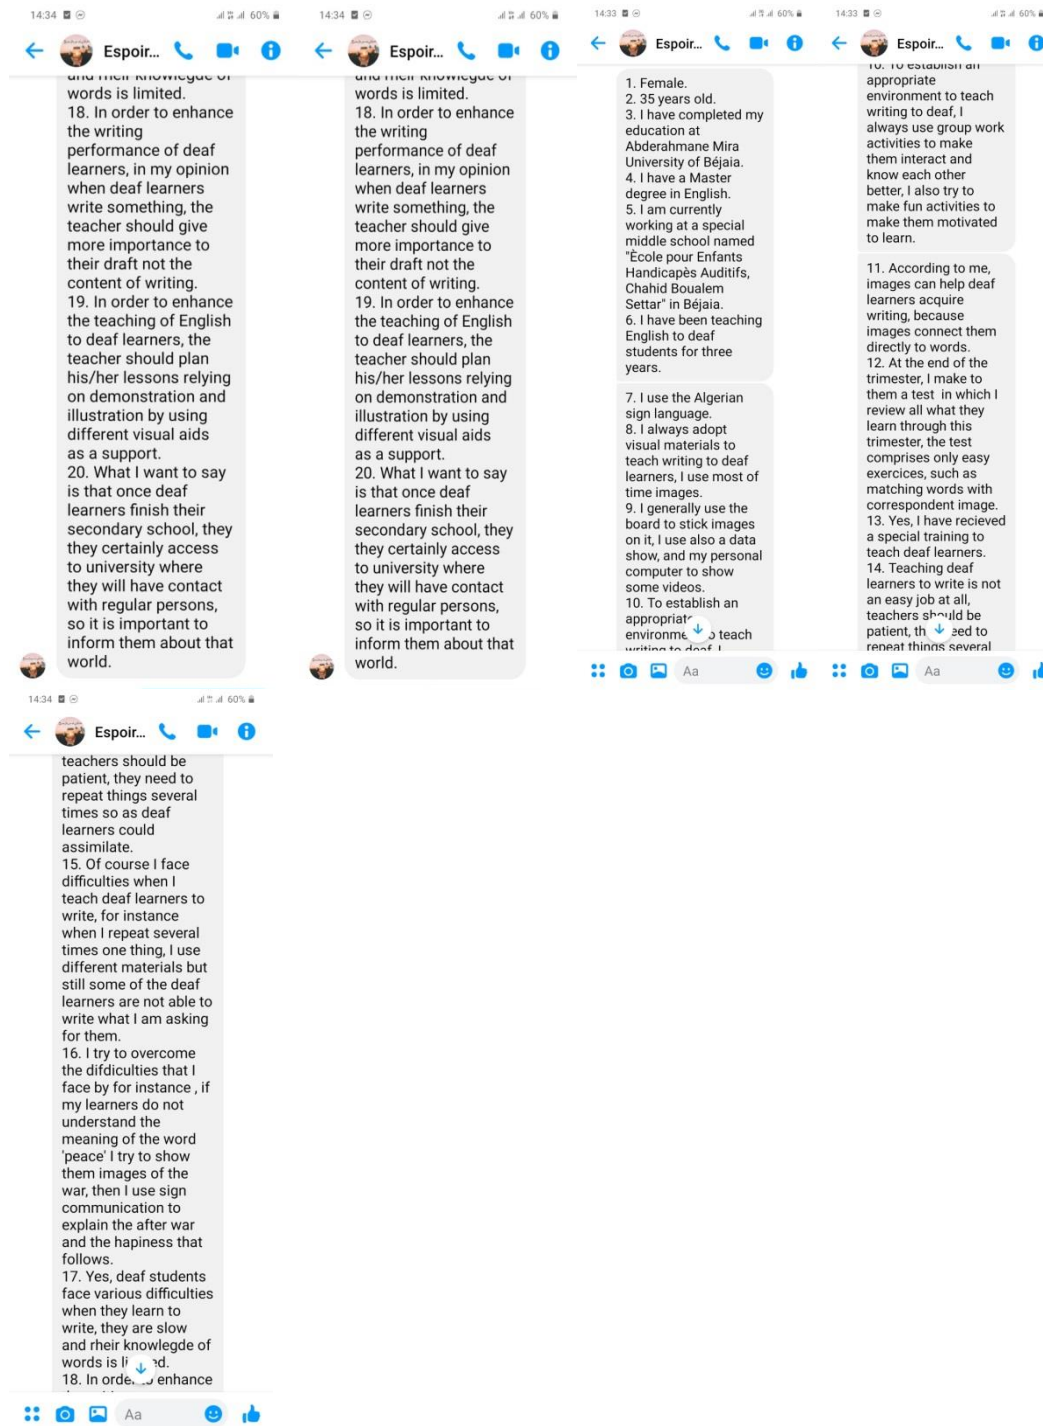 14:34
60%
Espoir...
words is limited.
18. In order to enhance
the writing
performance of deaf
learners, in my opinion
when deaf learners
write something, the
teacher should give
more importance to
their draft not the
content of writing.
19. In order to enhance
the teaching of English
to deaf learners, the
teacher should plan
his/her lessons relying
on demonstration and
illustration by using
different visual aids
as a support.
20. What I want to say
is that once deaf
learners finish their
secondary school, they
they certainly access
to university where
they will have contact
with regular persons,
so it is important to
inform them about that
world.
14:34
60%
Espoir...
words is limited.
18. In order to enhance
the writing
performance of deaf
learners, in my opinion
when deaf learners
write something, the
teacher should give
more importance to
their draft not the
content of writing.
19. In order to enhance
the teaching of English
to deaf learners, the
teacher should plan
his/her lessons relying
on demonstration and
illustration by using
different visual aids
as a support.
20. What I want to say
is that once deaf
learners finish their
secondary school, they
they certainly access
to university where
they will have contact
with regular persons,
so it is important to
inform them about that
world.
14:33
60%
Espoir...
1. Female.
2. 35 years old.
3. I have completed my
education at
Abderahmane Mira
University of Béjaia.
4. I have a Master
degree in English.
5. I am currently
working at a special
middle school named
"Ècole pour Enfants
Handicapès Auditifs,
Chahid Boualem
Settar" in Béjaia.
6. I have been teaching
English to deaf
students for three
years.
7. I use the Algerian
sign language.
8. I always adopt
visual materials to
teach writing to deaf
learners, I use most of
time images.
9. I generally use the
board to stick images
on it, I use also a data
show, and my personal
computer to show
some videos.
10. To establish an
appropriate
environme o teach
writing to deaf, I
Aa
14:33
60%
Espoir...
10. To establish an
appropriate
environment to teach
writing to deaf, I
always use group work
activities to make
them interact and
know each other
better, I also try to
make fun activities to
make them motivated
to learn.
11. According to me,
images can help deaf
learners acquire
writing, because
images connect them
directly to words.
12. At the end of the
trimester, I make to
them a test in which I
review all what they
learn through this
trimester, the test
comprises only easy
exercices, such as
matching words with
correspondent image.
13. Yes, I have recieved
a special training to
teach deaf learners.
14. Teaching deaf
learners to write is not
an easy job at all,
teachers should be
patient, th eed to
repeat things several
Aa
14:34
60%
Espoir...
teachers should be
patient, they need to
repeat things several
times so as deaf
learners could
assimilate.
15. Of course I face
difficulties when I
teach deaf learners to
write, for instance
when I repeat several
times one thing, I use
different materials but
still some of the deaf
learners are not able to
write what I am asking
for them.
16. I try to overcome
the difdiculties that I
face by for instance , if
my learners do not
understand the
meaning of the word
'peace' I try to show
them images of the
war, then I use sign
communication to
explain the after war
and the hapiness that
follows.
17. Yes, deaf students
face various difficulties
when they learn to
write, they are slow
and rheir knowlegde of
words is li ed.
18. In orde enhance
Aa